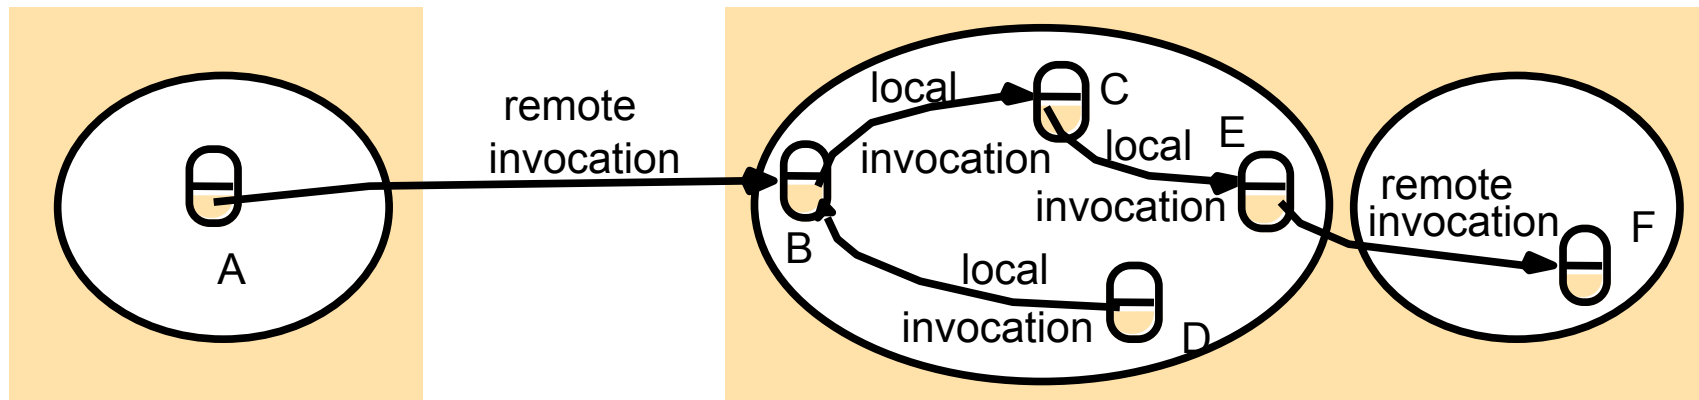 remote
invocation
A
B
local
invocation
C
local
invocation
E
local
invocation
D
remote
invocation
F